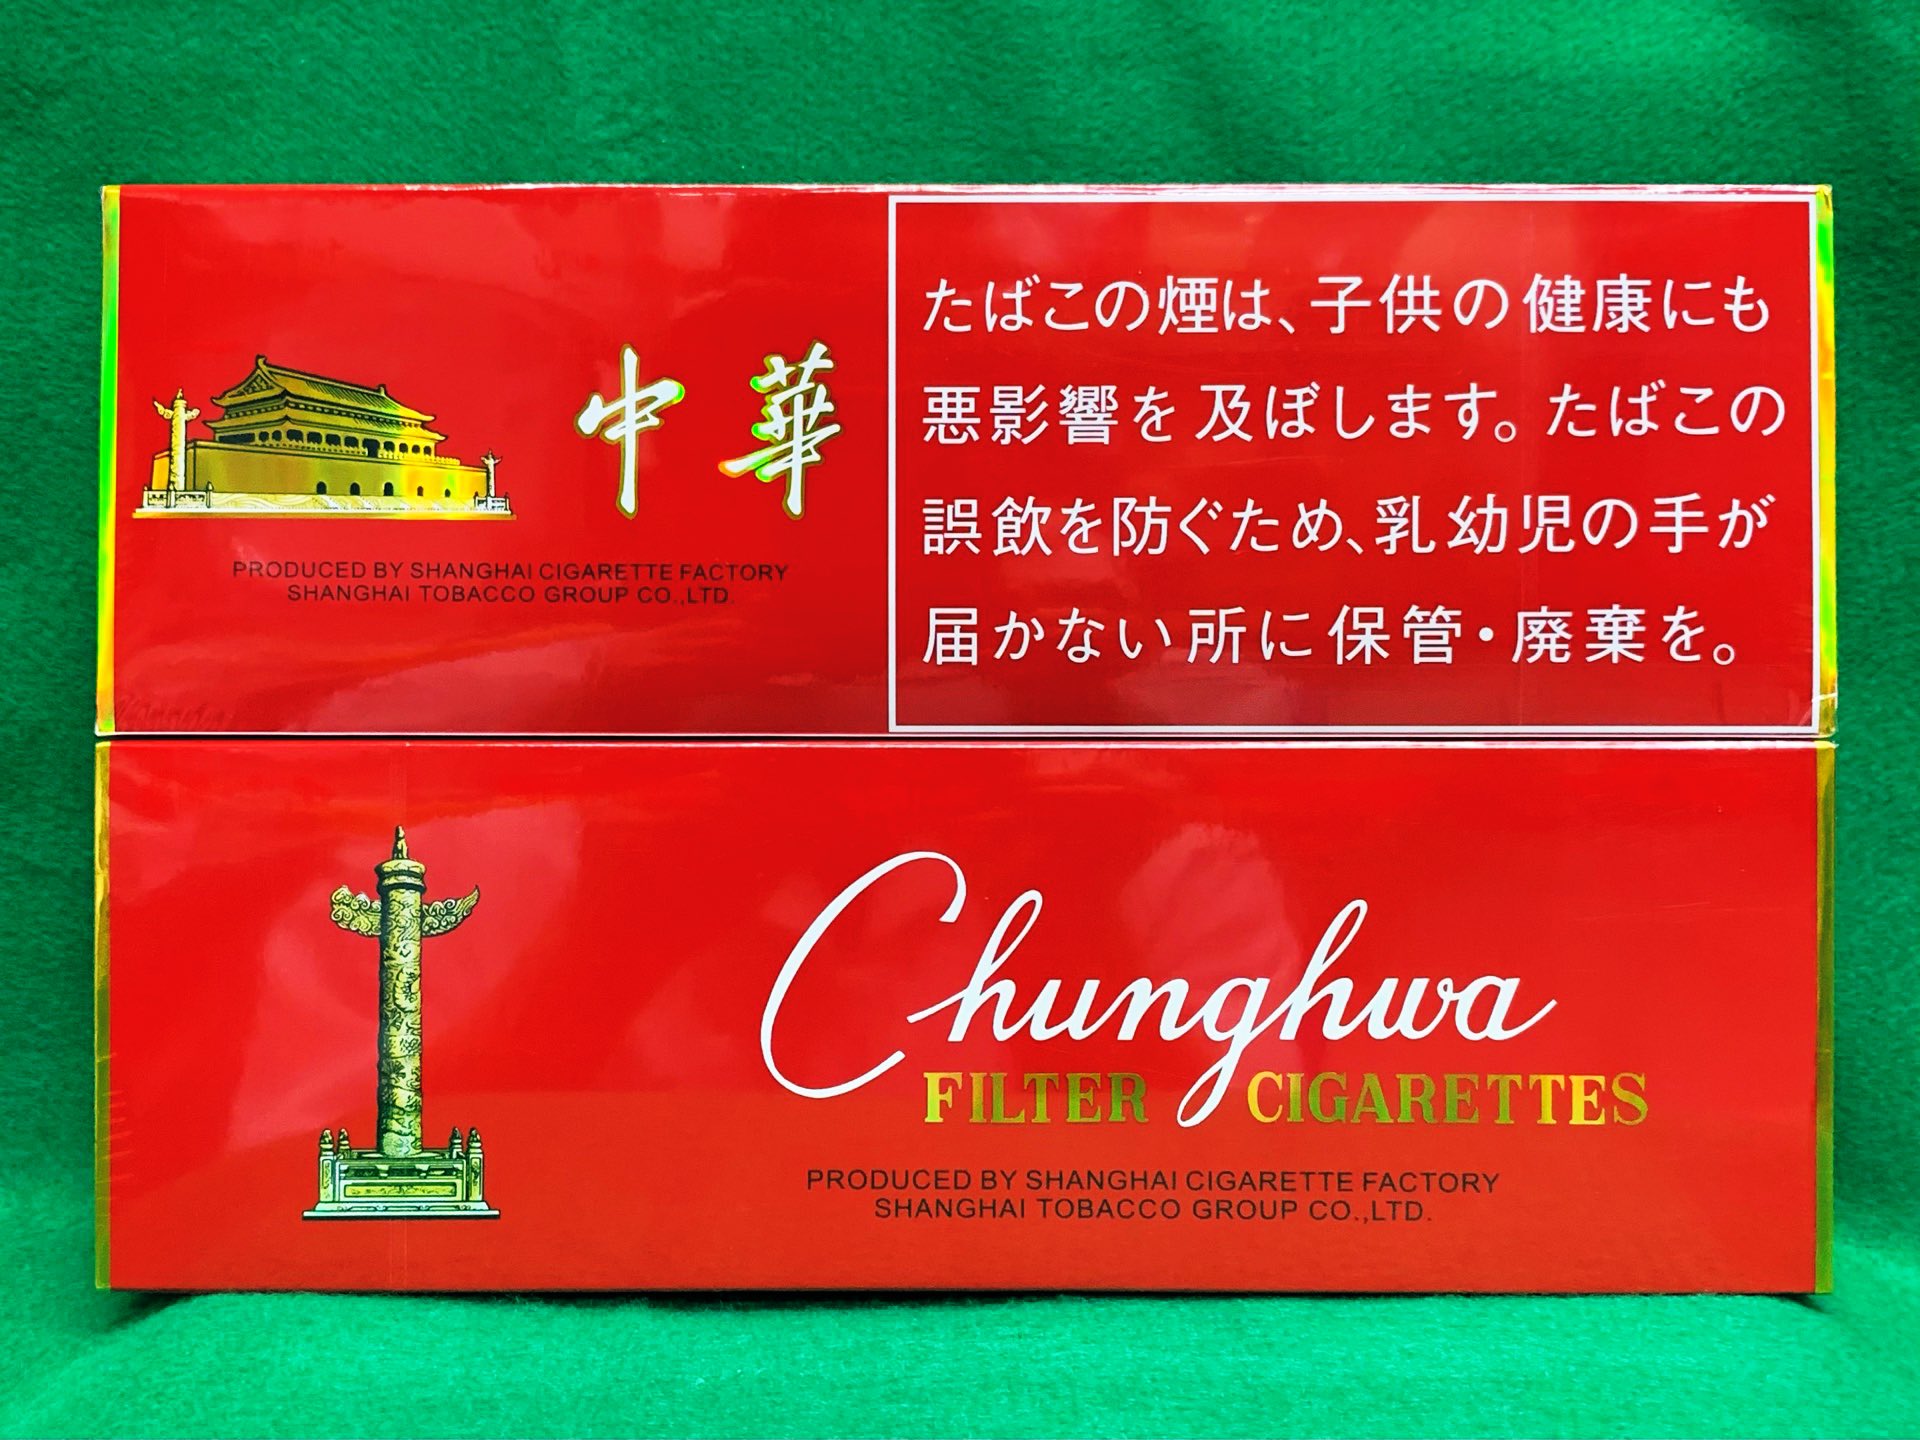 中華
PRODUCED BY SHANGHAI CIGARETTE FACTORY
SHANGHAI TOBACCO GROUP CO.,LTD.
たばこの煙は、子供の健康にも
悪影響を及ぼします。たばこの
誤飲を防ぐため、乳幼児の手が
届かない所に保管・廃棄を。
Chunghwa
FILTER CIGARETTES
PRODUCED BY SHANGHAI CIGARETTE FACTORY
SHANGHAI TOBACCO GROUP CO.,LTD.